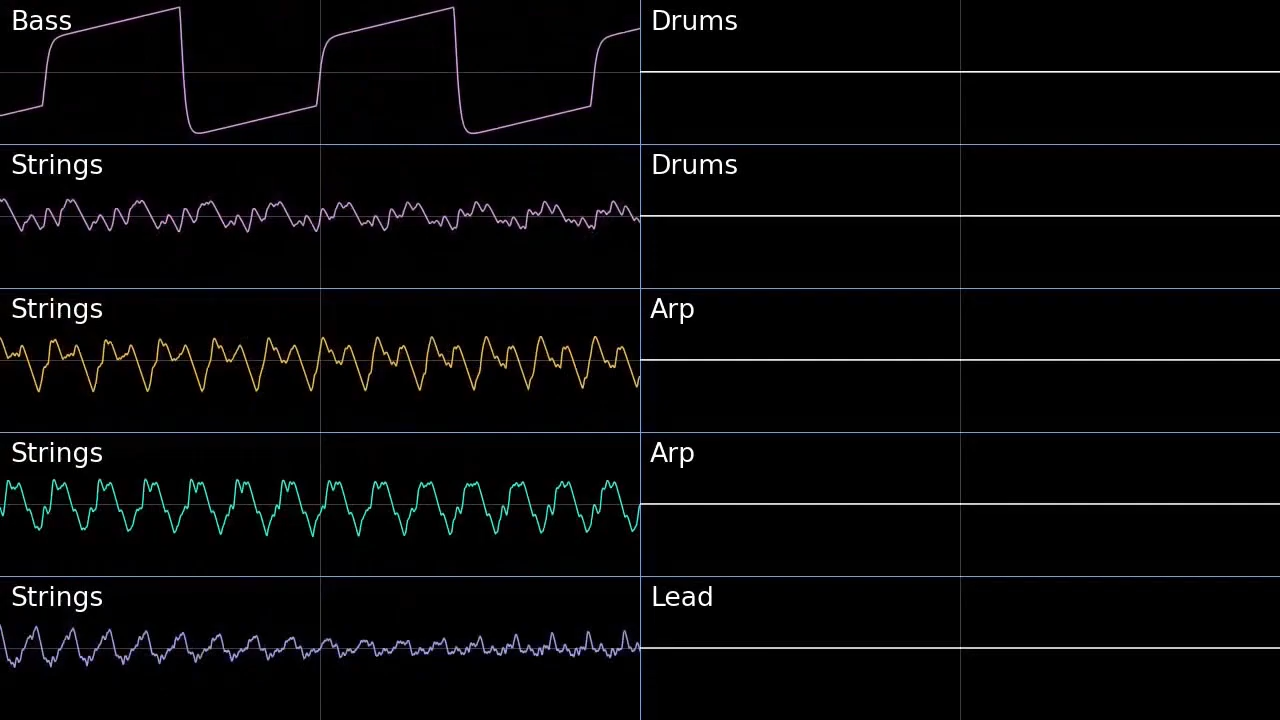 Bass
Drums
Strings
Drums
Strings
Arp
Strings
Arp
Strings
Lead